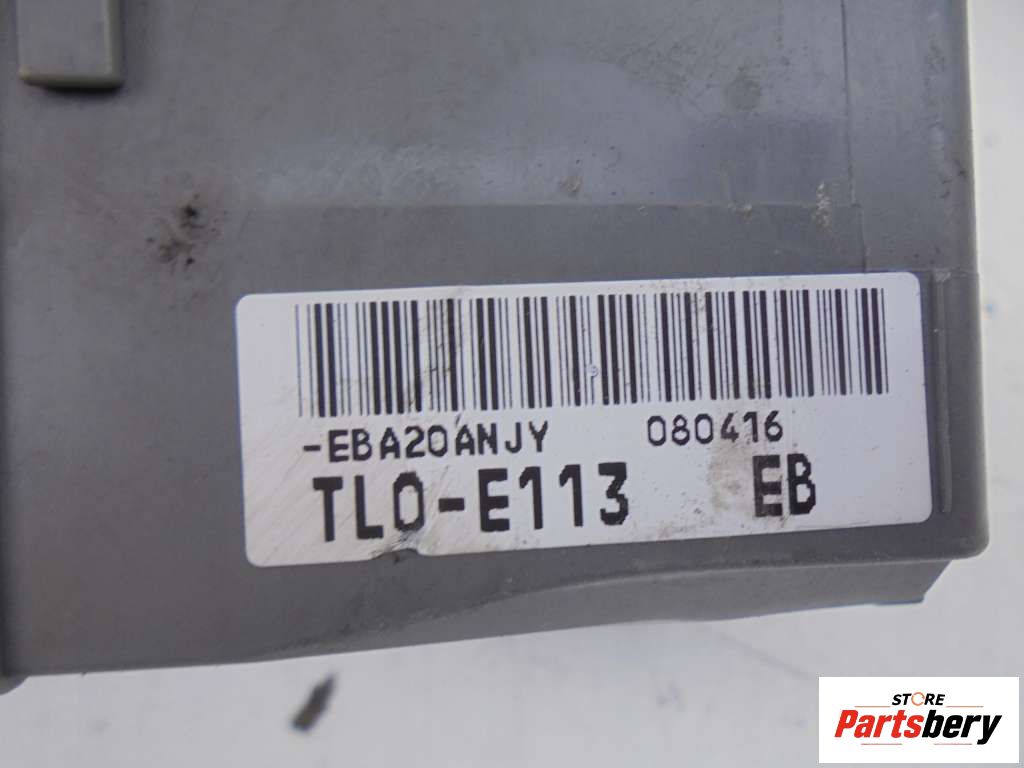 -EBA20ANJY 080416
TL0-E113 EB
STORE
Partsbery